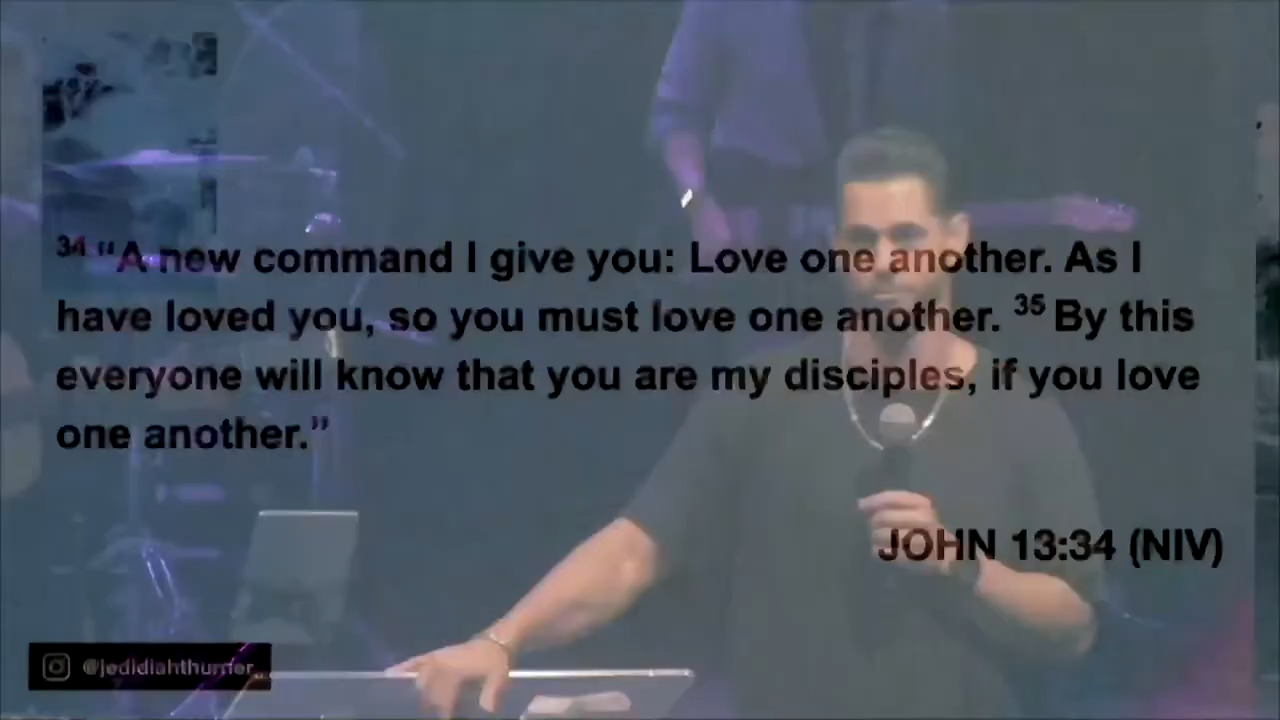 34 “A new command I give you: Love one another. As I
have loved you, so you must love one another. 35 By this
everyone will know that you are my disciples, if you love
one another.”
JOHN 13:34 (NIV)
@jedidiahthurner